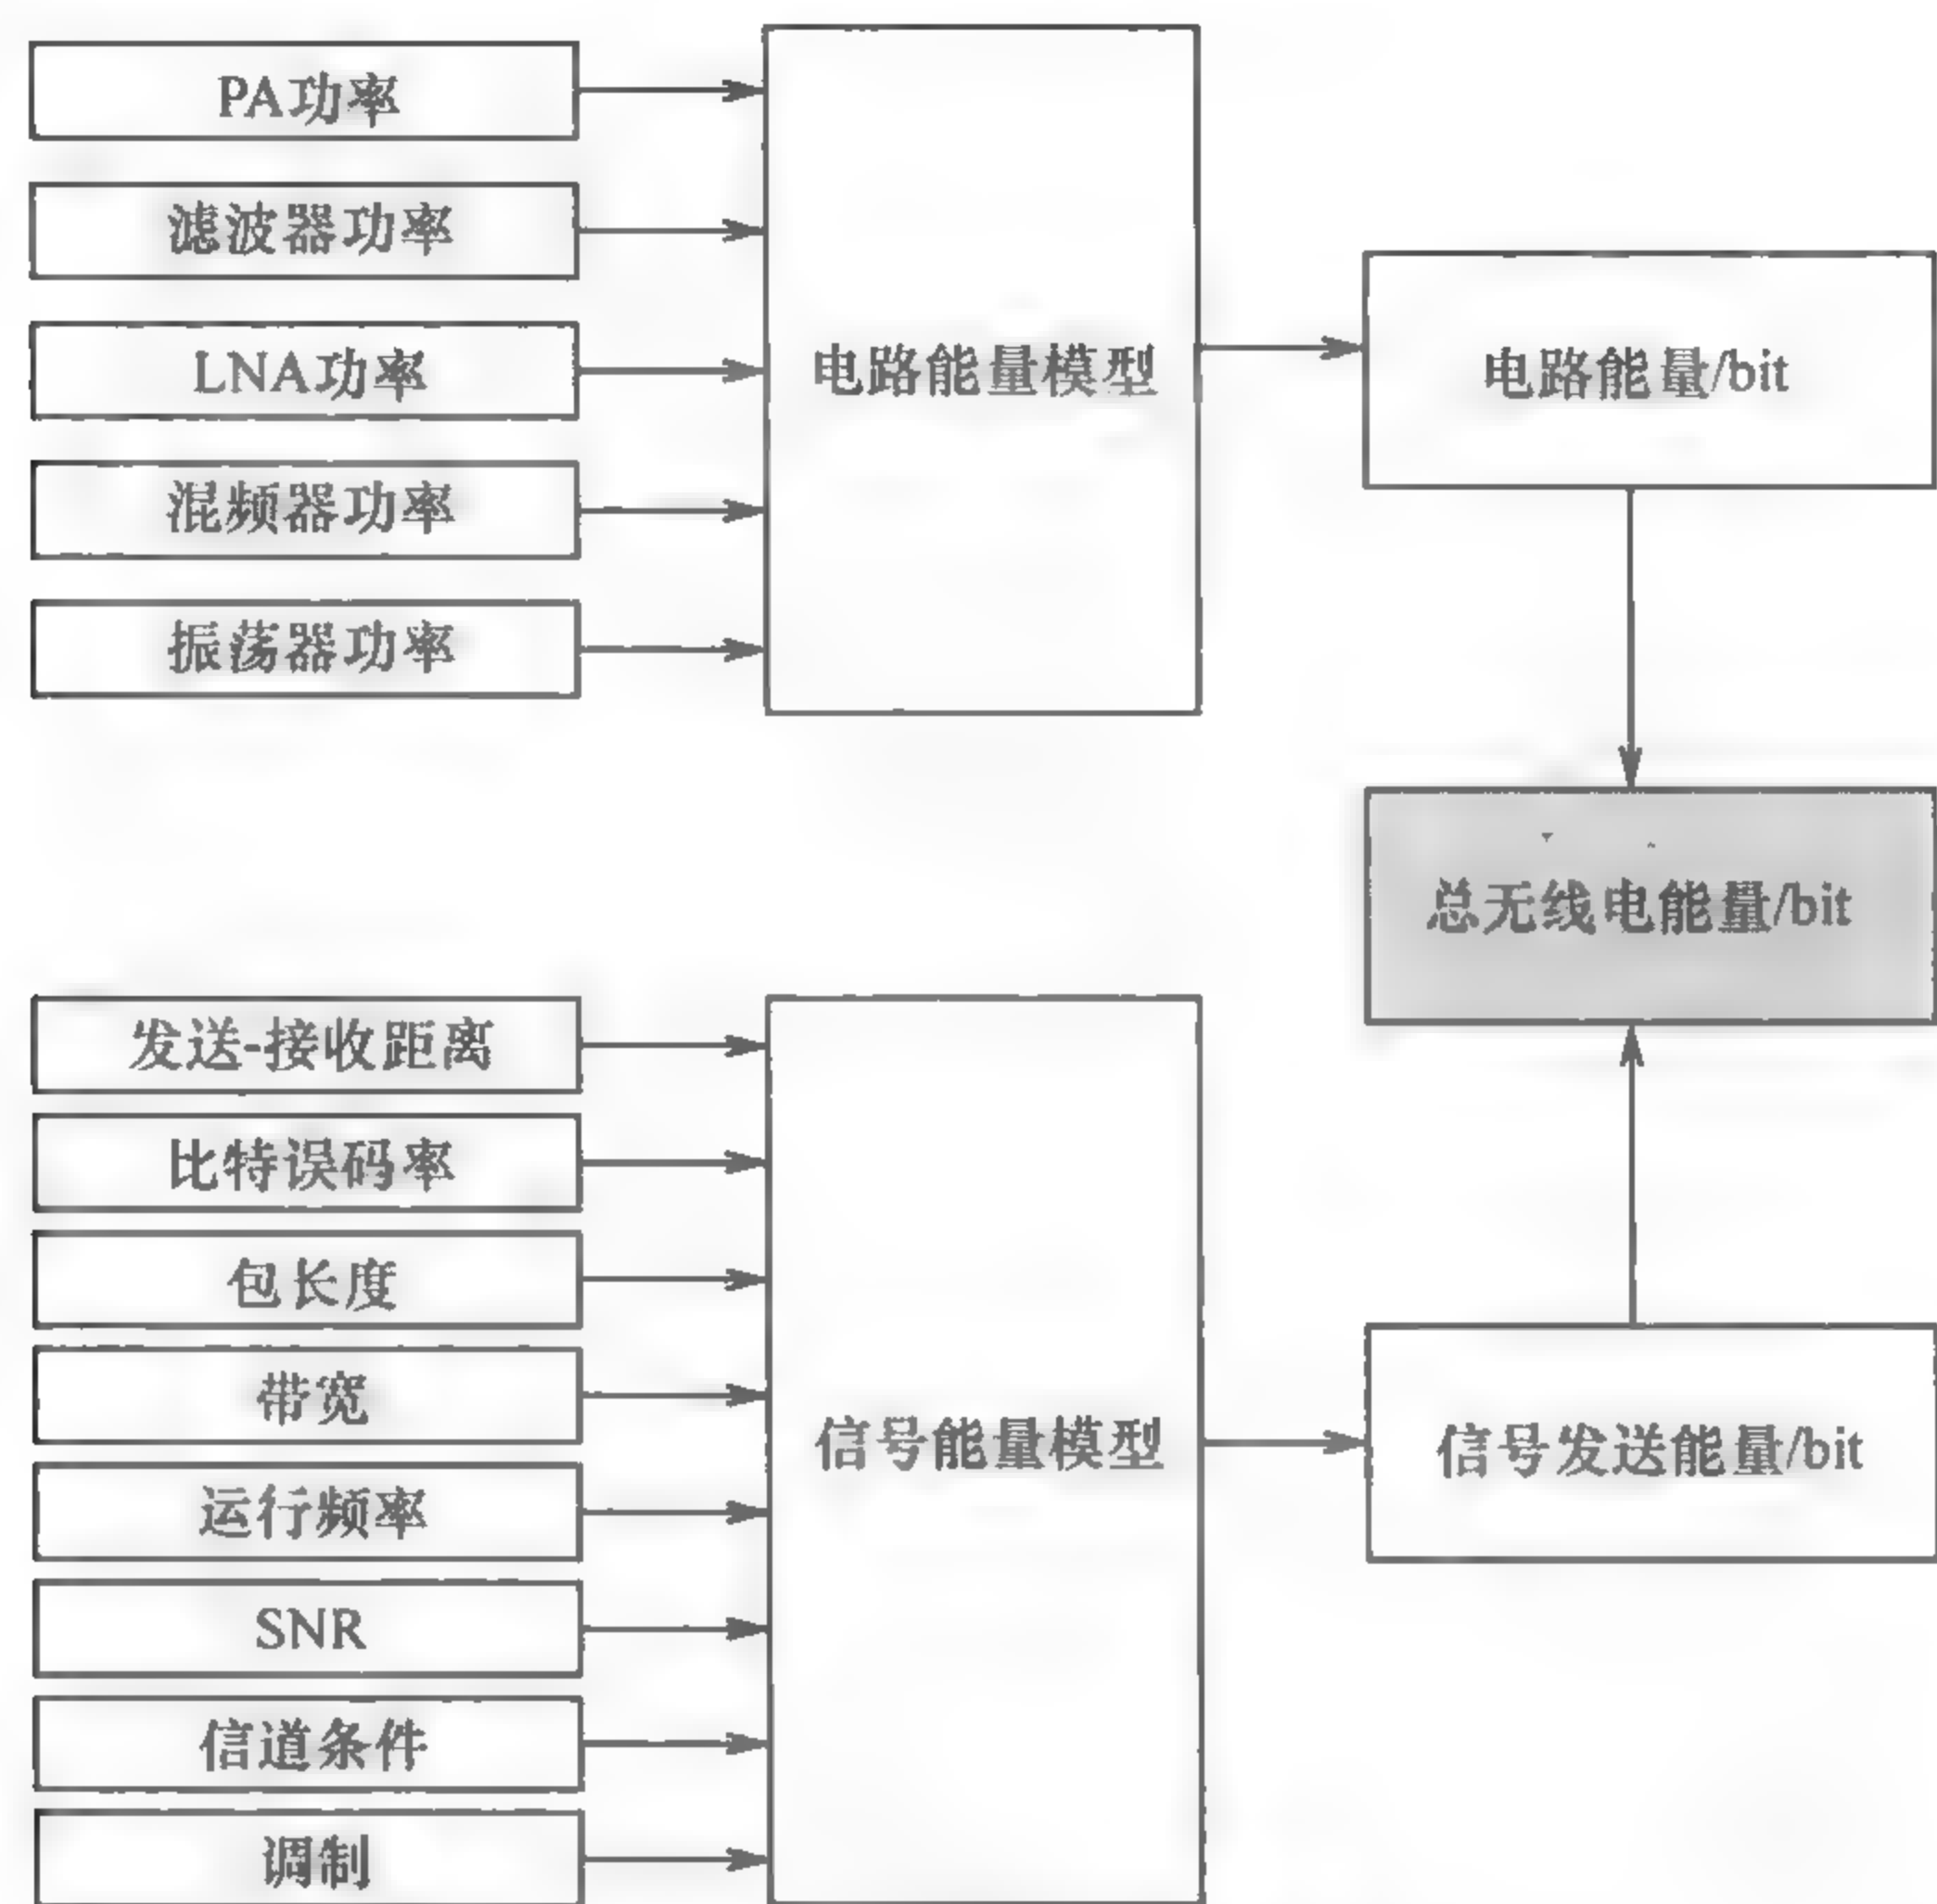 PA功率
滤波器功率
LNA功率
混频器功率
振荡器功率
电路能量模型
电路能量/bit
总无线电能量/bit
发送-接收距离
比特误码率
包长度
带宽
运行频率
SNR
信道条件
调制
信号能量模型
信号发送能量/bit